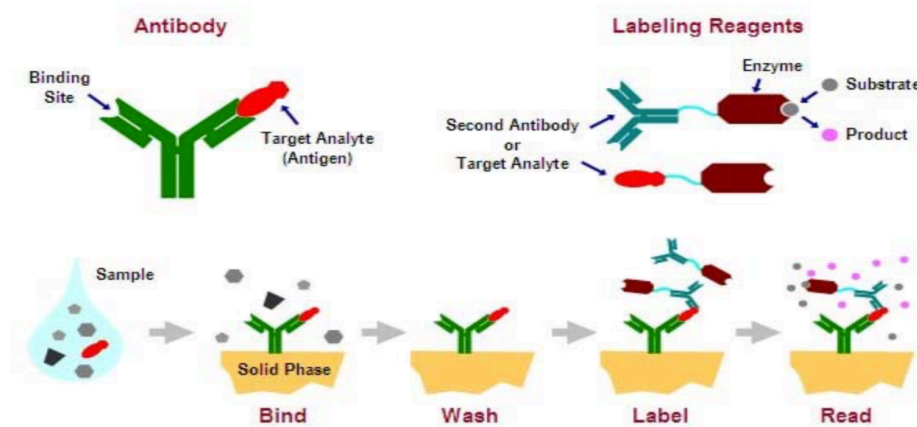 Antibody
Binding
Site
Target Analyte
(Antigen)
Labeling Reagents
Enzyme
Substrate
Second Antibody
or
Target Analyte
Product
Sample
Solid Phase
Bind
Wash
Label
Read